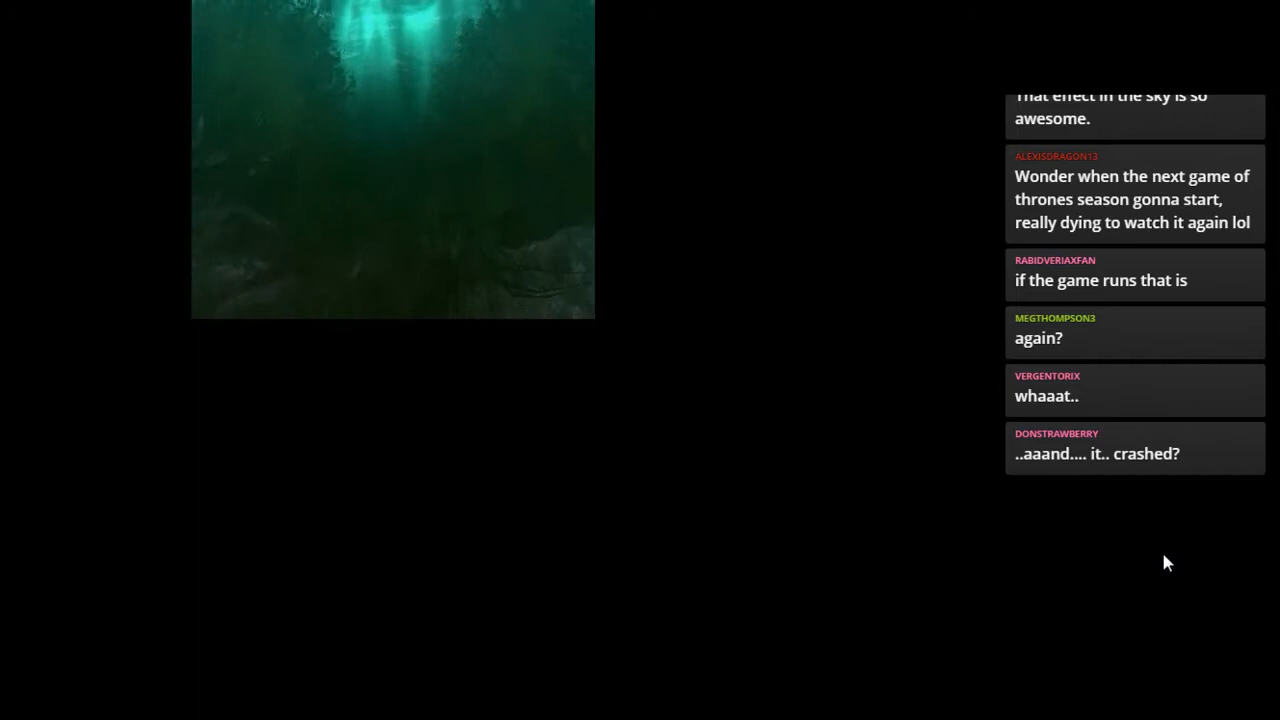 That effect in the sky is so
awesome.
ALEXISDRAGON13
Wonder when the next game of
thrones season gonna start,
really dying to watch it again lol
RABIDVERIAXFAN
if the game runs that is
MEGTHOMPSON3
again?
VERGENTORIX
whaaat..
DONSTRAWBERRY
..aaand.... it.. crashed?